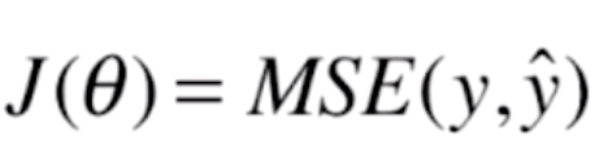 J(θ) = MSE(y, ŷ)